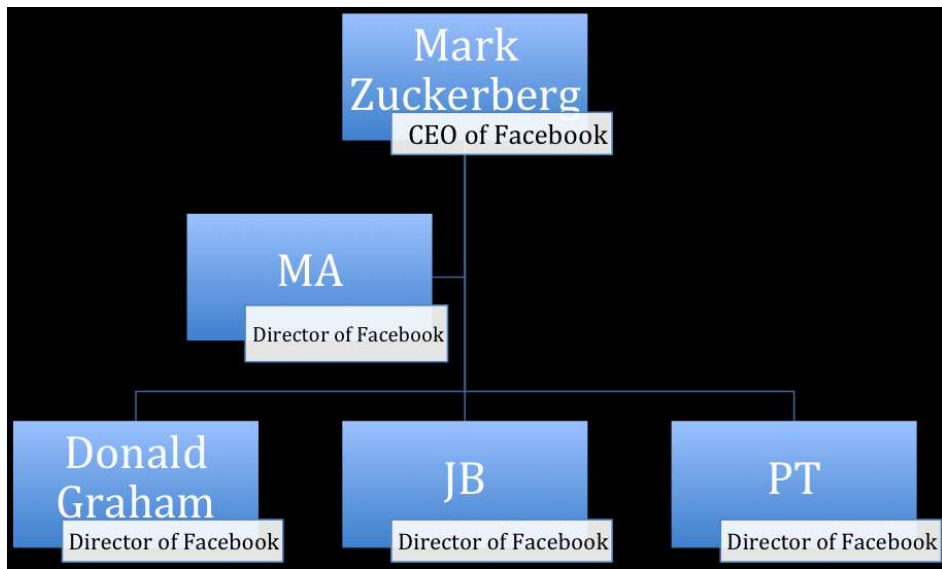 Mark
Zuckerberg
CEO of Facebook
MA
Director of Facebook
Donald
Graham
Director of Facebook
JB
Director of Facebook
PT
Director of Facebook